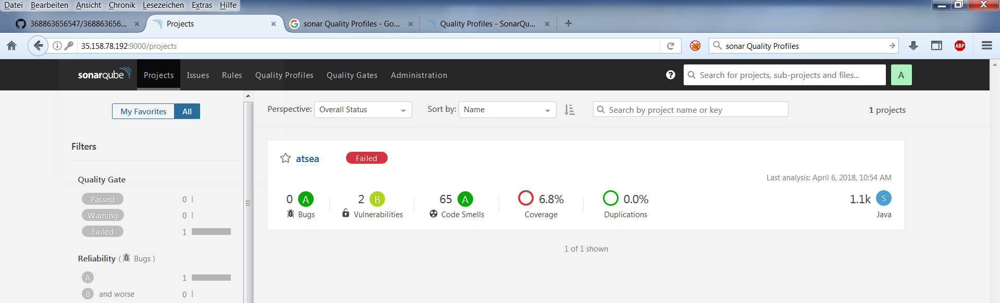 Datei Bearbeiten Ansicht Chronik Lesezeichen Extras Hilfe
368863656547/368863656...
Projects
sonar Quality Profiles - Go...
Quality Profiles - SonarQu...
35.158.78.192:9000/projects
sonar Quality Profiles
ABP
sonarqube
Projects Issues Rules Quality Profiles Quality Gates Administration
? Search for projects, sub-projects and files... A
My Favorites All
Perspective: Overall Status Sort by: Name Search by project name or key 1 projects
Filters
Quality Gate
Passed 0
Warning 0
Failed 1
Reliability ( Bugs )
A 1
B and worse 0
atsea Failed
Last analysis: April 6, 2018, 10:54 AM
0 A 2 B 65 A 6.8% 0.0% 1.1k S
Bugs Vulnerabilities Code Smells Coverage Duplications Java
1 of 1 shown